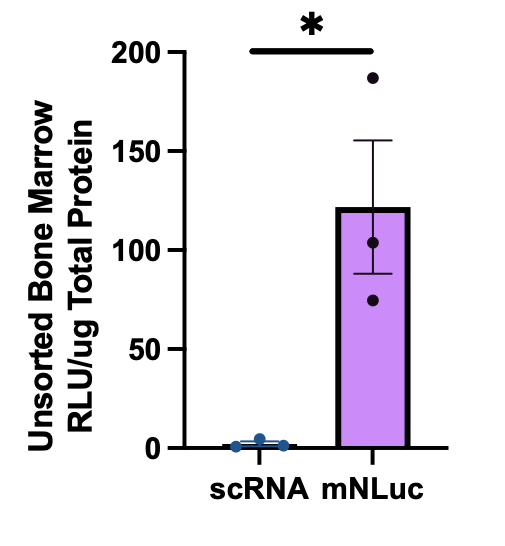 *
200
150
100
50
0
Unsorted Bone Marrow
RLU/ug Total Protein
scRNA mNLuc